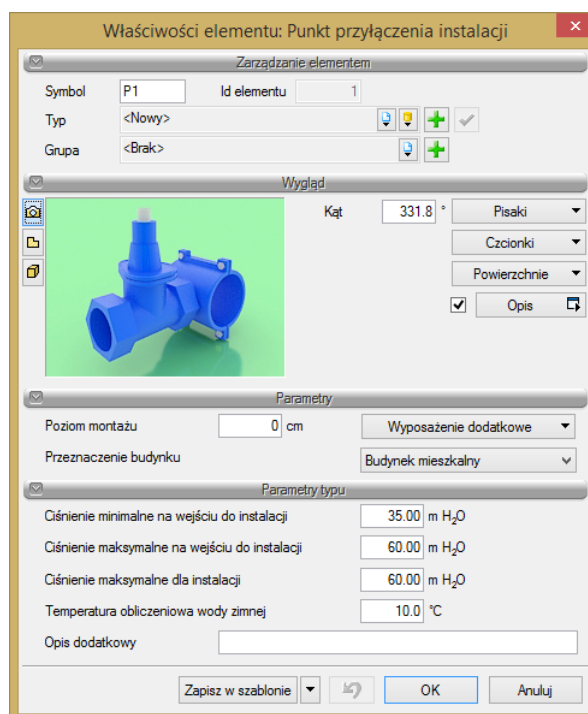 Właściwości elementu: Punkt przyłączenia instalacji
Zarządzanie elementem
Symbol P1 Id elementu 1
Typ <Nowy>
Grupa <Brak>
Wygląd
Kąt 331.8 ° Pisaki
Czcionki
Powierzchnie
Opis
Parametry
Poziom montażu 0 cm Wyposażenie dodatkowe
Przeznaczenie budynku Budynek mieszkalny
Parametry typu
Ciśnienie minimalne na wejściu do instalacji 35.00 m H₂O
Ciśnienie maksymalne na wejściu do instalacji 60.00 m H₂O
Ciśnienie maksymalne dla instalacji 60.00 m H₂O
Temperatura obliczeniowa wody zimnej 10.0 °C
Opis dodatkowy
Zapisz w szablonie OK Anuluj